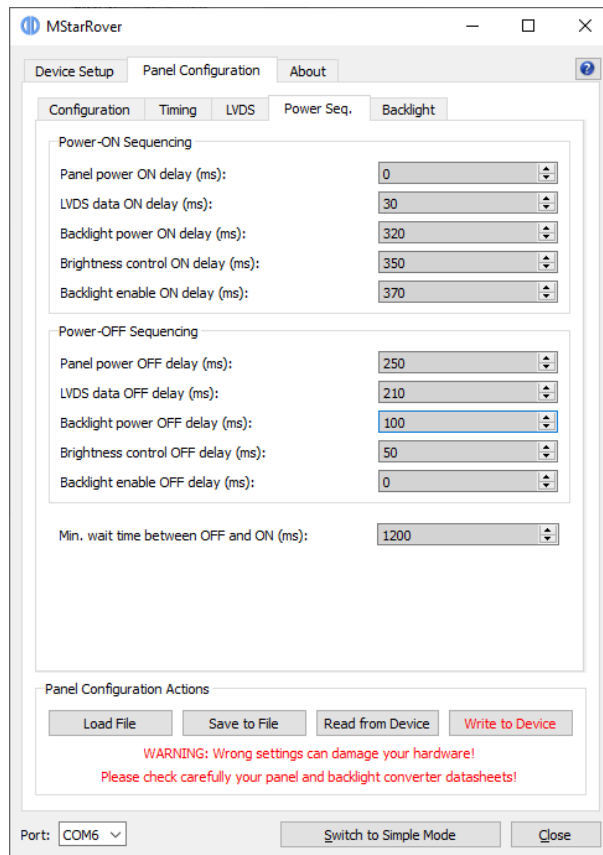 MStarRover
Device Setup Panel Configuration About
Configuration Timing LVDS Power Seq. Backlight
Power-ON Sequencing
Panel power ON delay (ms): 0
LVDS data ON delay (ms): 30
Backlight power ON delay (ms): 320
Brightness control ON delay (ms): 350
Backlight enable ON delay (ms): 370
Power-OFF Sequencing
Panel power OFF delay (ms): 250
LVDS data OFF delay (ms): 210
Backlight power OFF delay (ms): 100
Brightness control OFF delay (ms): 50
Backlight enable OFF delay (ms): 0
Min. wait time between OFF and ON (ms): 1200
Panel Configuration Actions
Load File Save to File Read from Device Write to Device
WARNING: Wrong settings can damage your hardware!
Please check carefully your panel and backlight converter datasheets!
Port: COM6 Switch to Simple Mode Close